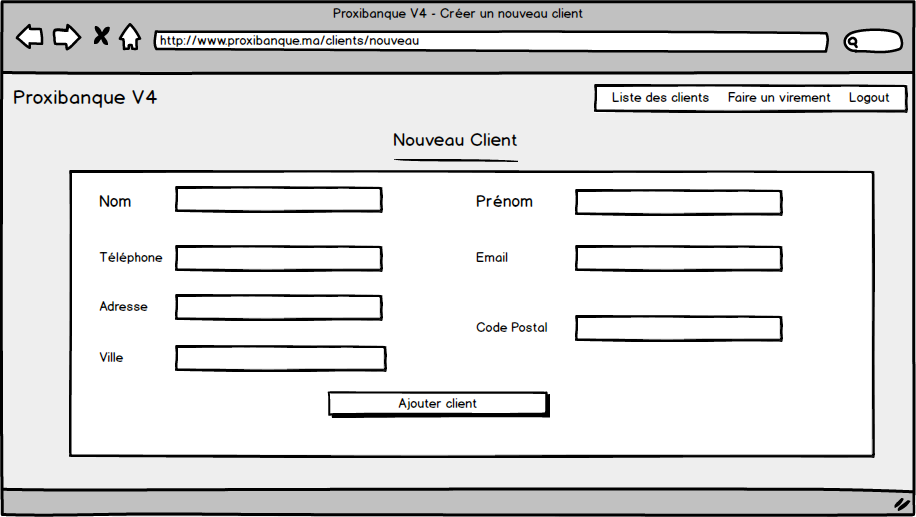 Proxibanque V4 - Créer un nouveau client
http://www.proxibanque.ma/clients/nouveau
Proxibanque V4
Liste des clients Faire un virement Logout
Nouveau Client
Nom Prénom
Téléphone Email
Adresse
Code Postal
Ville
Ajouter client